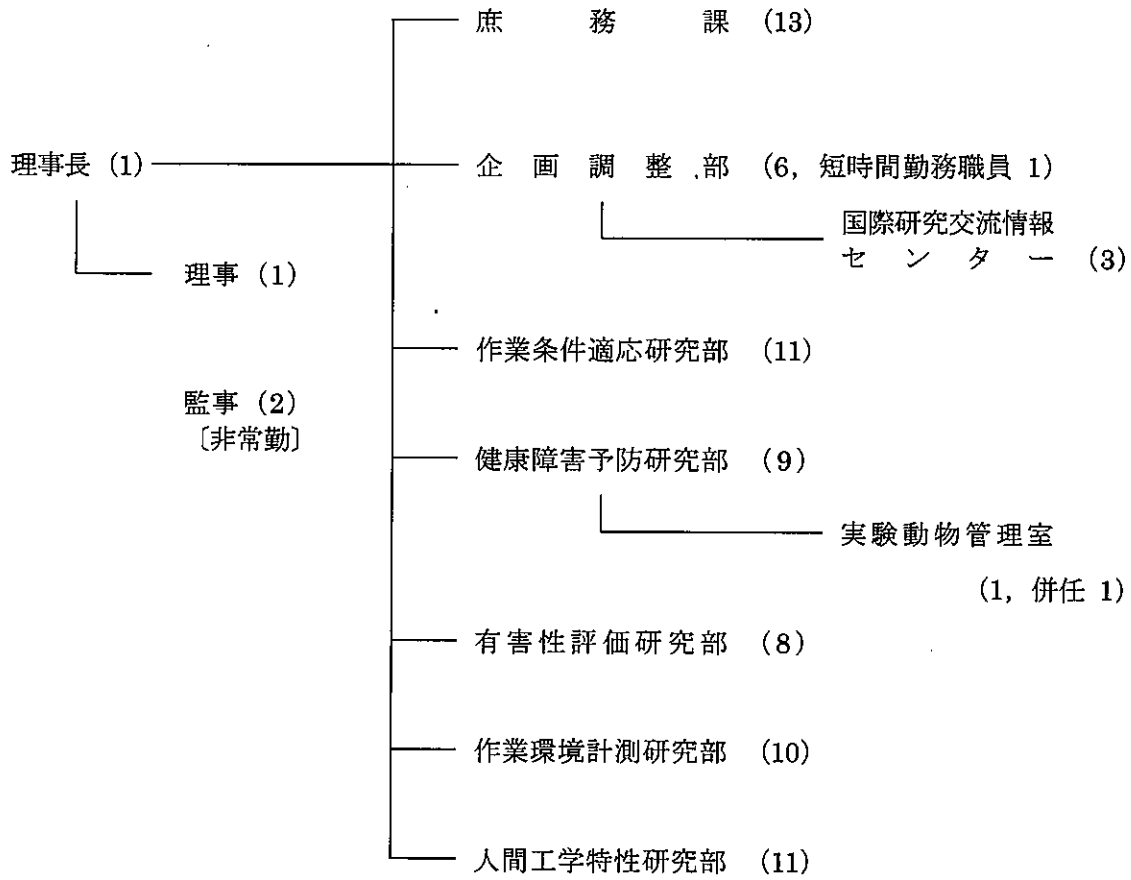 庶務課 (13)
理事長 (1)
企画調整部 (6, 短時間勤務職員 1)
国際研究交流情報
センター (3)
理事 (1)
作業条件適応研究部 (11)
監事 (2)
〔非常勤〕
健康障害予防研究部 (9)
実験動物管理室
(1, 併任 1)
有害性評価研究部 (8)
作業環境計測研究部 (10)
人間工学特性研究部 (11)